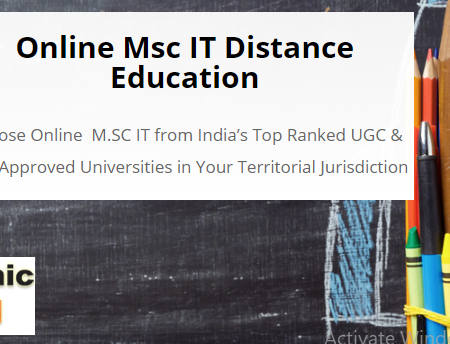 Online Msc IT Distance
Education
ose Online M.SC IT from India's Top Ranked UGC &
Approved Universities in Your Territorial Jurisdiction
nic
Activate Wind